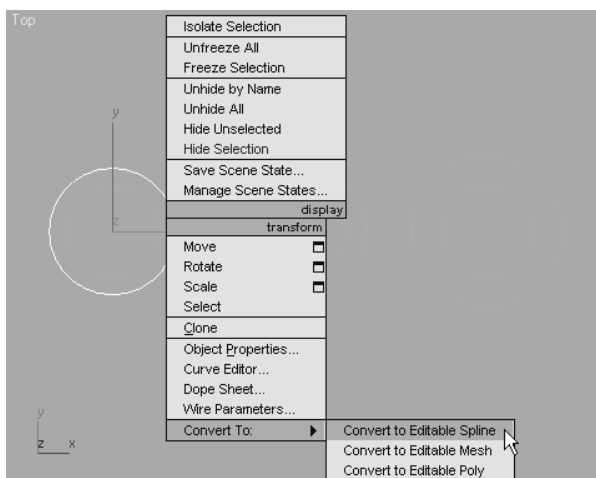 Top
Isolate Selection
Unfreeze All
Freeze Selection
Unhide by Name
Unhide All
Hide Unselected
Hide Selection
Save Scene State...
Manage Scene States...
display
transform
Move
Rotate
Scale
Select
Clone
Object Properties...
Curve Editor...
Dope Sheet...
Wire Parameters...
Convert To:
Convert to Editable Spline
Convert to Editable Mesh
Convert to Editable Poly
y
z
y
z x